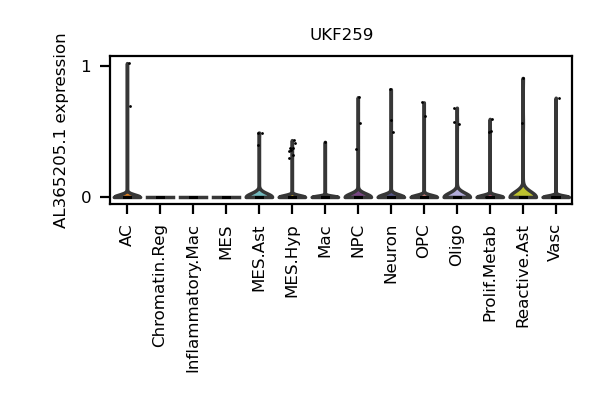 UKF259
AL365205.1 expression
1
0
AC
Chromatin.Reg
Inflammatory.Mac
MES
MES.Ast
MES.Hyp
Mac
NPC
Neuron
OPC
Oligo
Prolif.Metab
Reactive.Ast
Vasc